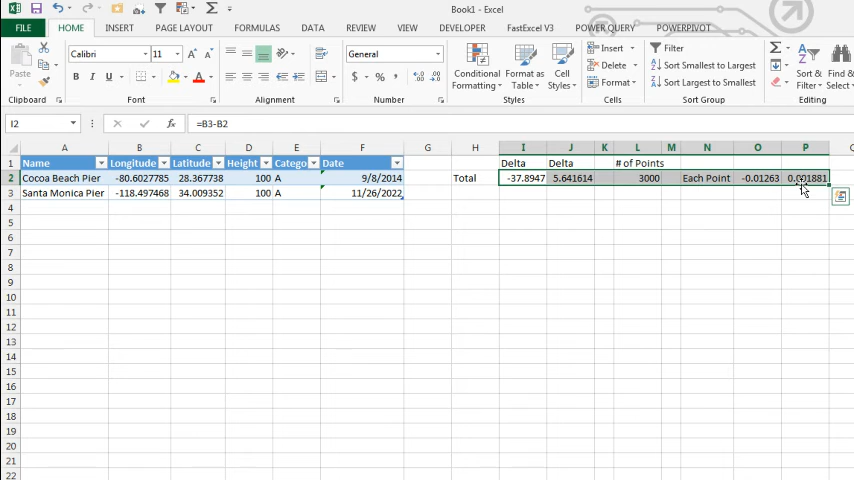 Book1 - Excel
FILE HOME INSERT PAGE LAYOUT FORMULAS DATA REVIEW VIEW DEVELOPER FastExcel V3 POWER QUERY POWERPIVOT
Paste
Calibri 11
B I U
General
$ % ,
Conditional Formatting
Format as Table
Cell Styles
Insert
Delete
Format
Filter
Sort Smallest to Largest
Sort Largest to Smallest
Sort & Filter
Find & Select
Clipboard Font Alignment Number Styles Cells Editing
I2 fx =B3-B2
A B C D E F G H I J K L M N O P
1 Name Longitude Latitude Height Catego Date Delta Delta # of Points
2 Cocoa Beach Pier -80.6027785 28.367738 100 A 9/8/2014 Total -37.8947 5.641614 3000 Each Point -0.01263 0.001881
3 Santa Monica Pier -118.497468 34.009352 100 A 11/26/2022
4
5
6
7
8
9
10
11
12
13
14
15
16
17
18
19
20
21
22